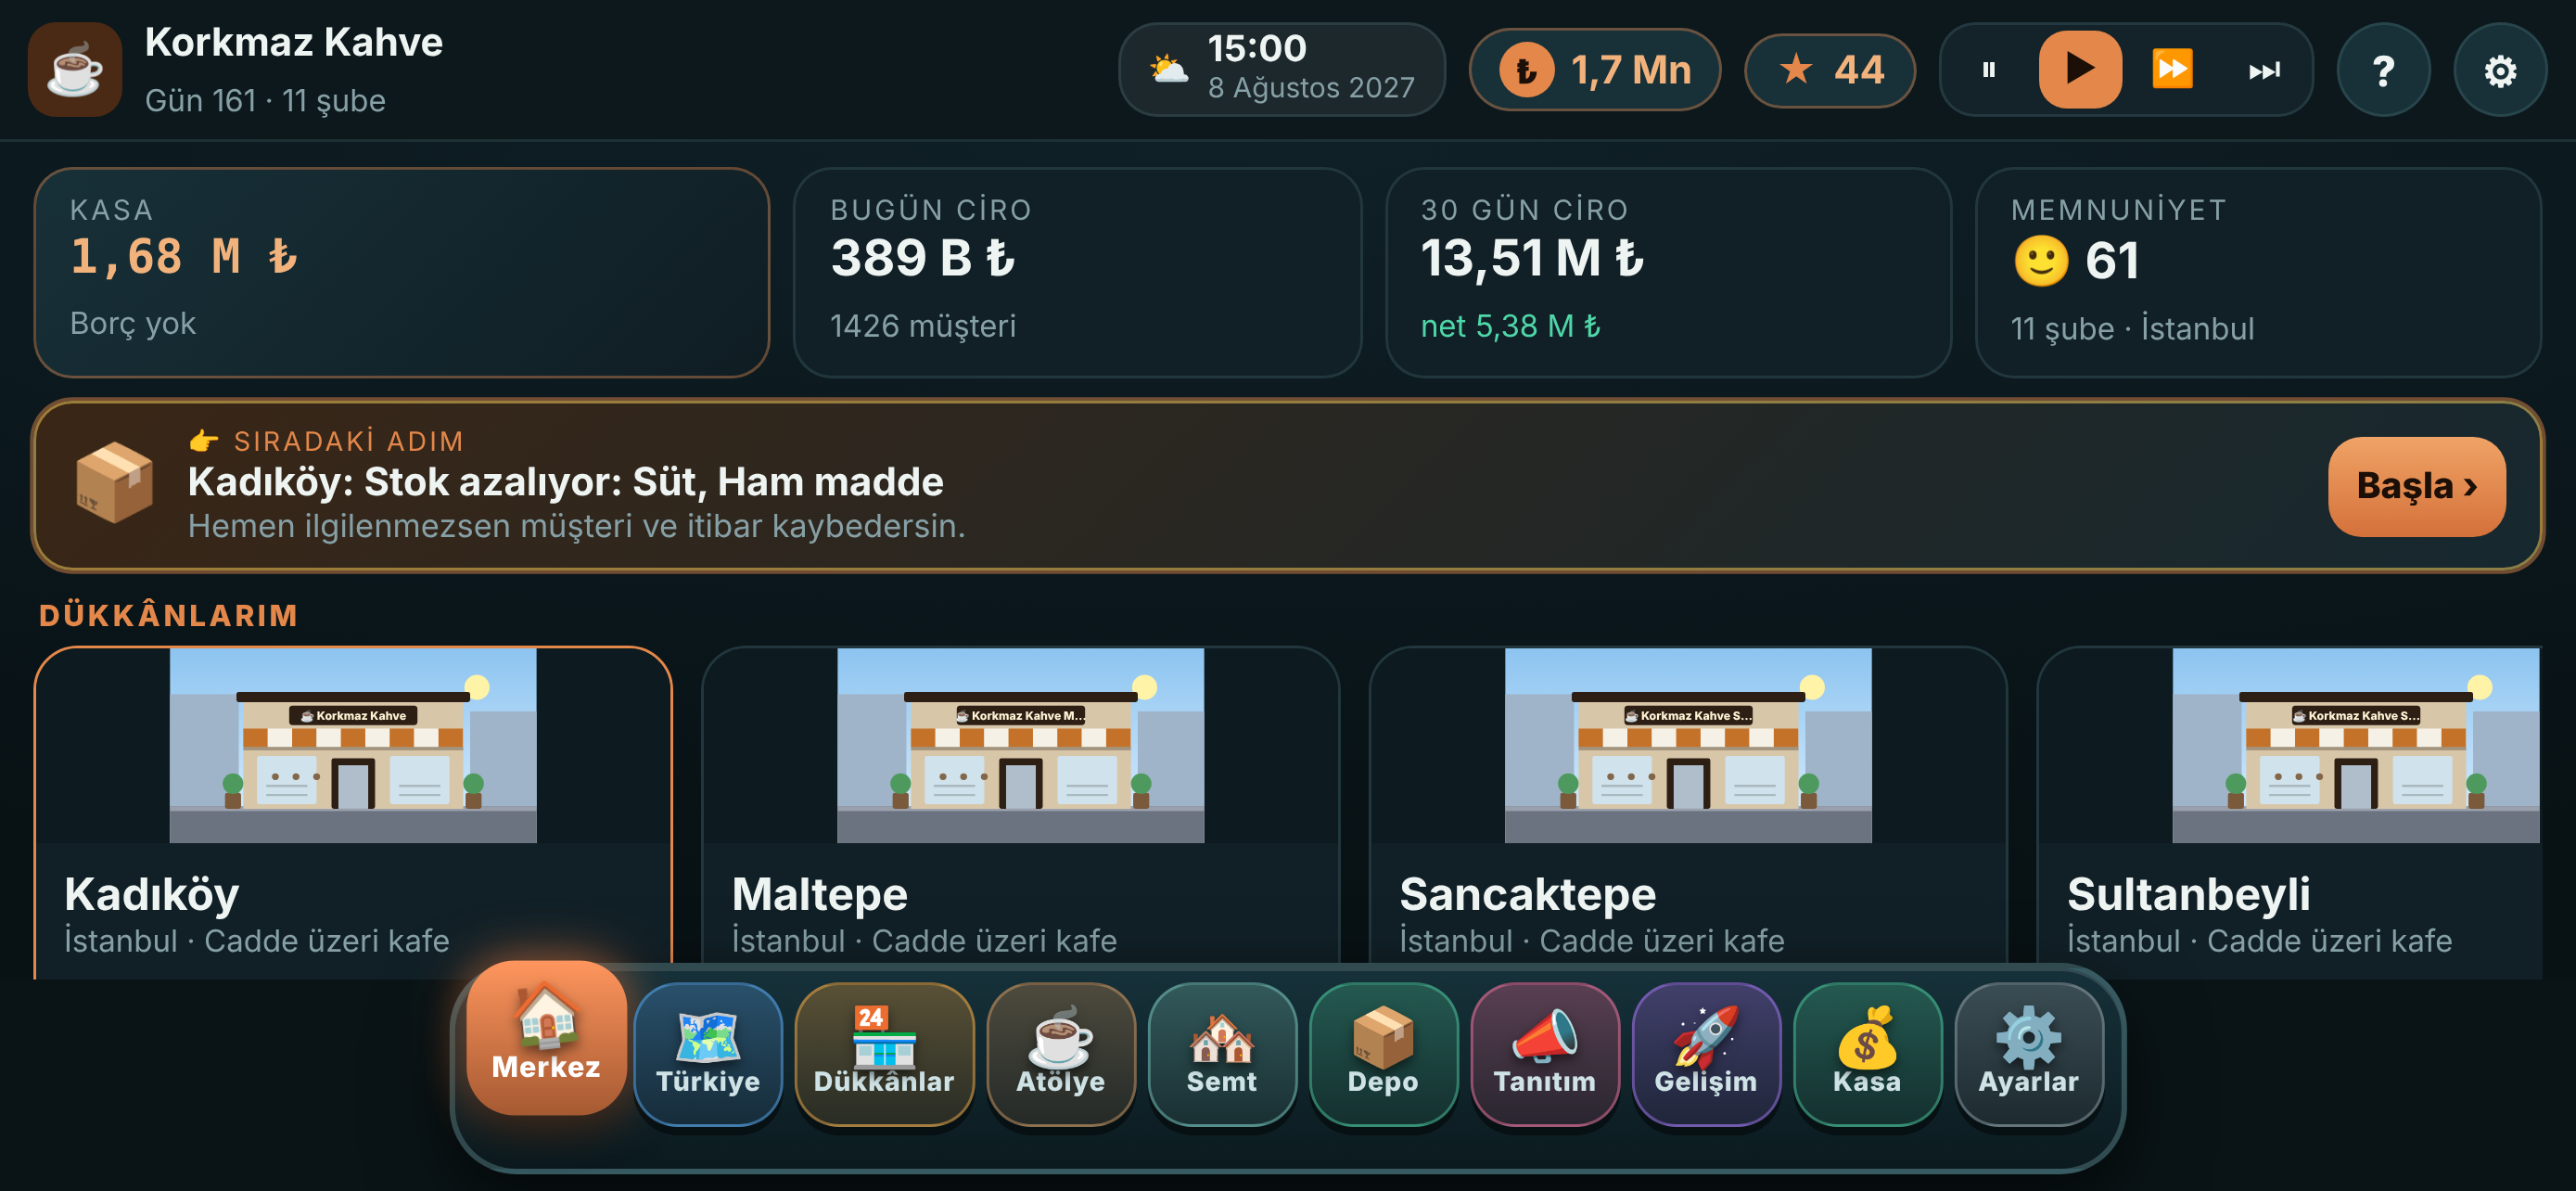 Korkmaz Kahve
Gün 161 · 11 şube
15:00
8 Ağustos 2027
₺ 1,7 Mn
★ 44
?
KASA
1,68 M ₺
Borç yok
BUGÜN CİRO
389 B ₺
1426 müşteri
30 GÜN CİRO
13,51 M ₺
net 5,38 M ₺
MEMNUNİYET
61
11 şube · İstanbul
SIRADAKİ ADIM
Kadıköy: Stok azalıyor: Süt, Ham madde
Hemen ilgilenmezsen müşteri ve itibar kaybedersin.
Başla ›
DÜKKÂNLARIM
Korkmaz Kahve
Kadıköy
İstanbul · Cadde üzeri kafe
Korkmaz Kahve M...
Maltepe
İstanbul · Cadde üzeri kafe
Korkmaz Kahve S...
Sancaktepe
İstanbul · Cadde üzeri kafe
Korkmaz Kahve S...
Sultanbeyli
İstanbul · Cadde üzeri kafe
Merkez
Türkiye
24
Dükkânlar
Atölye
Semt
Depo
Tanıtım
Gelişim
Kasa
Ayarlar